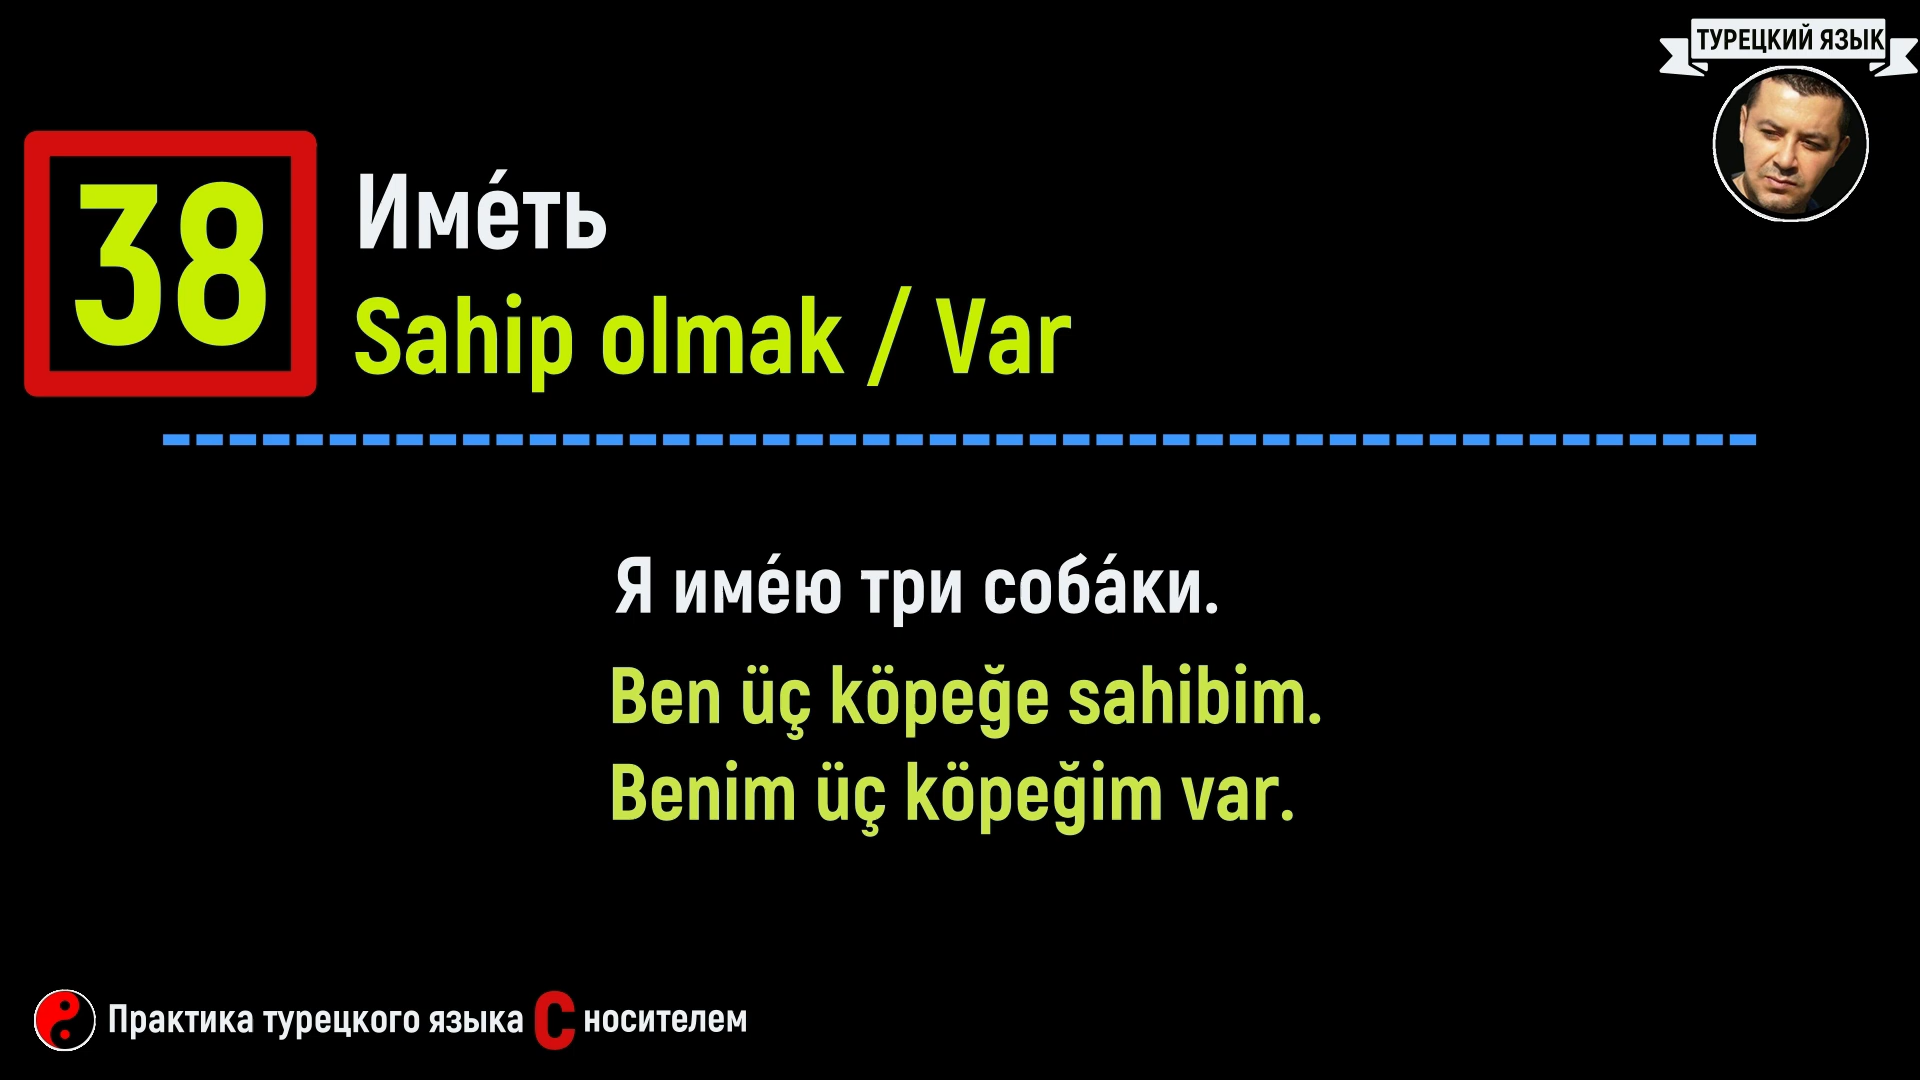 ТУРЕЦКИЙ ЯЗЫК
38
Име́ть
Sahip olmak / Var
Я име́ю три соба́ки.
Ben üç köpeğe sahibim.
Benim üç köpeğim var.
Практика турецкого языка С носителем